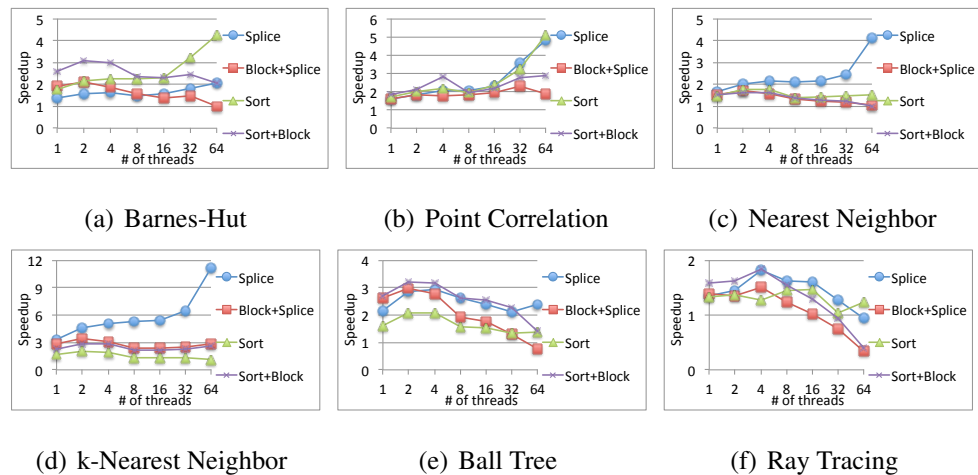 5
4
3
2
1
0
Speedup
1 2 4 8 16 32 64
# of threads
Splice
Block+Splice
Sort
Sort+Block
(a) Barnes-Hut
6
5
4
3
2
1
0
Speedup
1 2 4 8 16 32 64
# of threads
Splice
Block+Splice
Sort
Sort+Block
(b) Point Correlation
5
4
3
2
1
0
Speedup
1 2 4 8 16 32 64
# of threads
Splice
Block+Splice
Sort
Sort+Block
(c) Nearest Neighbor
12
9
6
3
0
Speedup
1 2 4 8 16 32 64
# of threads
Splice
Block+Splice
Sort
Sort+Block
(d) k-Nearest Neighbor
4
3
2
1
0
Speedup
1 2 4 8 16 32 64
# of threads
Splice
Block+Splice
Sort
Sort+Block
(e) Ball Tree
2
1
0
Speedup
1 2 4 8 16 32 64
# of threads
Splice
Block+Splice
Sort
Sort+Block
(f) Ray Tracing